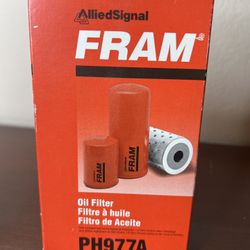 AlliedSignal
FRAM
FRAM
FRAM
Oil Filter
Filtre à huile
Filtro de Aceite
PH977A